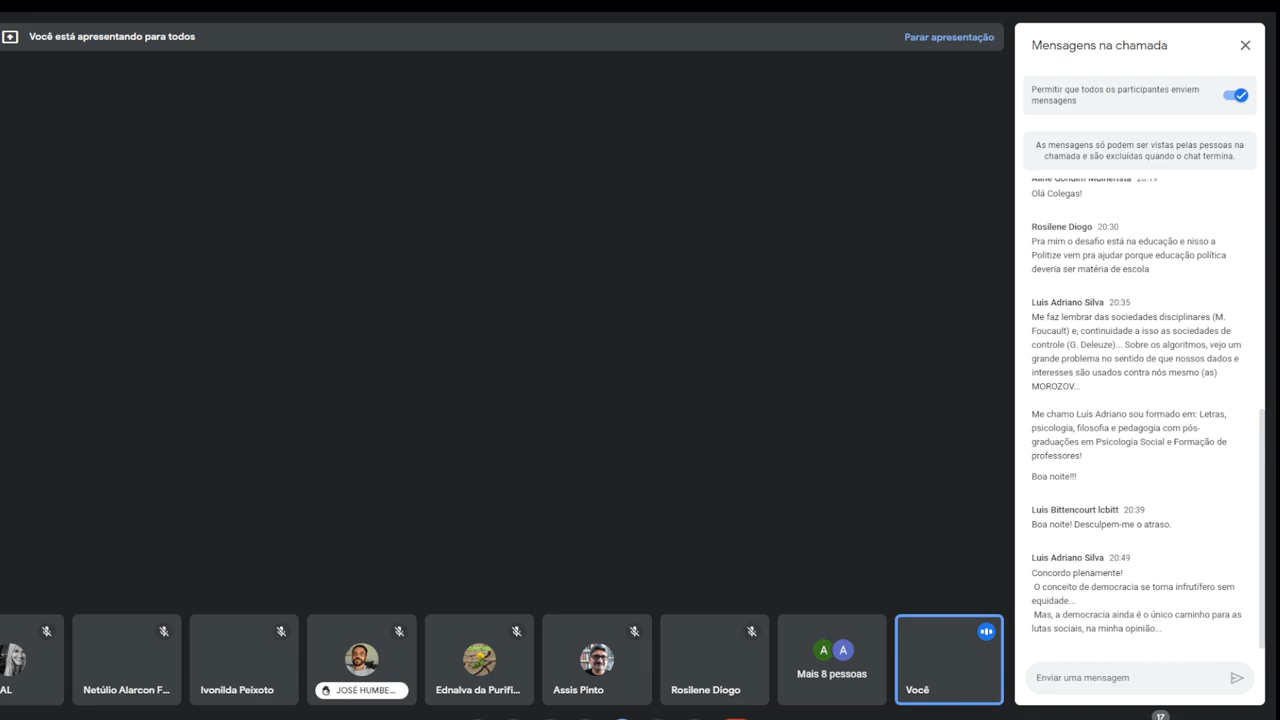 Você está apresentando para todos
Parar apresentação
Mensagens na chamada
Permitir que todos os participantes enviem
mensagens
As mensagens só podem ser vistas pelas pessoas na
chamada e são excluídas quando o chat termina.
Olá Colegas!
Rosilene Diogo 20:30
Pra mim o desafio está na educação e nisso a
Politize vem pra ajudar porque educação política
deveria ser matéria de escola
Luis Adriano Silva 20:35
Me faz lembrar das sociedades disciplinares (M.
Foucault) e, continuidade a isso as sociedades de
controle (G. Deleuze)... Sobre os algoritmos, vejo um
grande problema no sentido de que nossos dados e
interesses são usados contra nós mesmo (as)
MOROZOV...
Me chamo Luís Adriano sou formado em: Letras,
psicologia, filosofia e pedagogia com pós-
graduações em Psicologia Social e Formação de
professores!
Boa noite!!!
Luis Bittencourt lcbitt 20:39
Boa noite! Desculpem-me o atraso.
Luis Adriano Silva 20:49
Concordo plenamente!
O conceito de democracia se torna infrutífero sem
equidade...
Mas, a democracia ainda é o único caminho para as
lutas sociais, na minha opinião...
Enviar uma mensagem
AL
Netúlio Alarcon F...
Ivonilda Peixoto
JOSÉ HUMBE...
Ednalva da Purifi...
Assis Pinto
Rosilene Diogo
A A
Mais 8 pessoas
Você
17